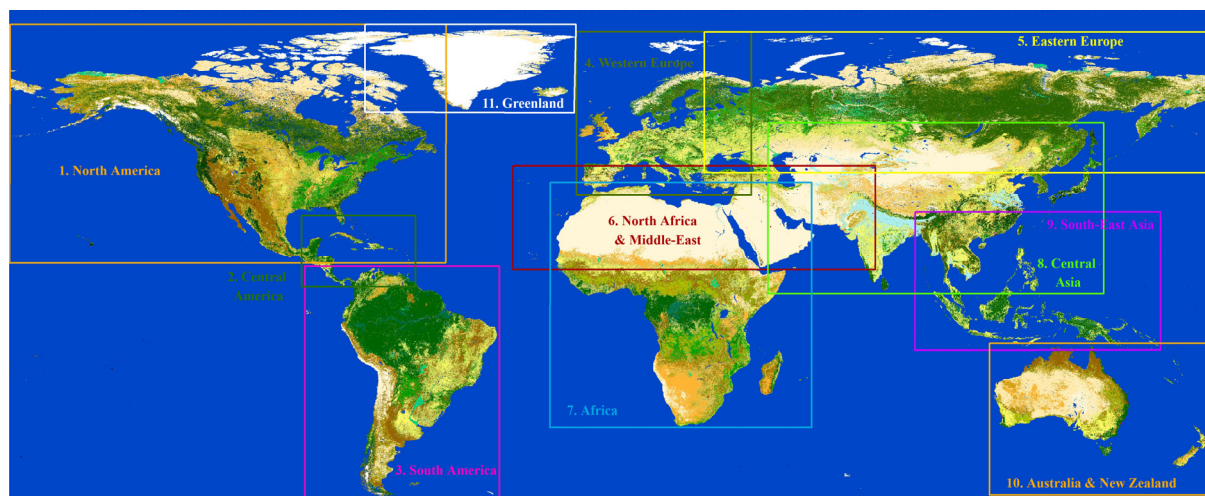 5. Eastern Europe
4. Western Europe
11. Greenland
1. North America
6. North Africa
& Middle-East
9. South-East Asia
2. Central
America
8. Central
Asia
7. Africa
3. South America
10. Australia & New Zealand